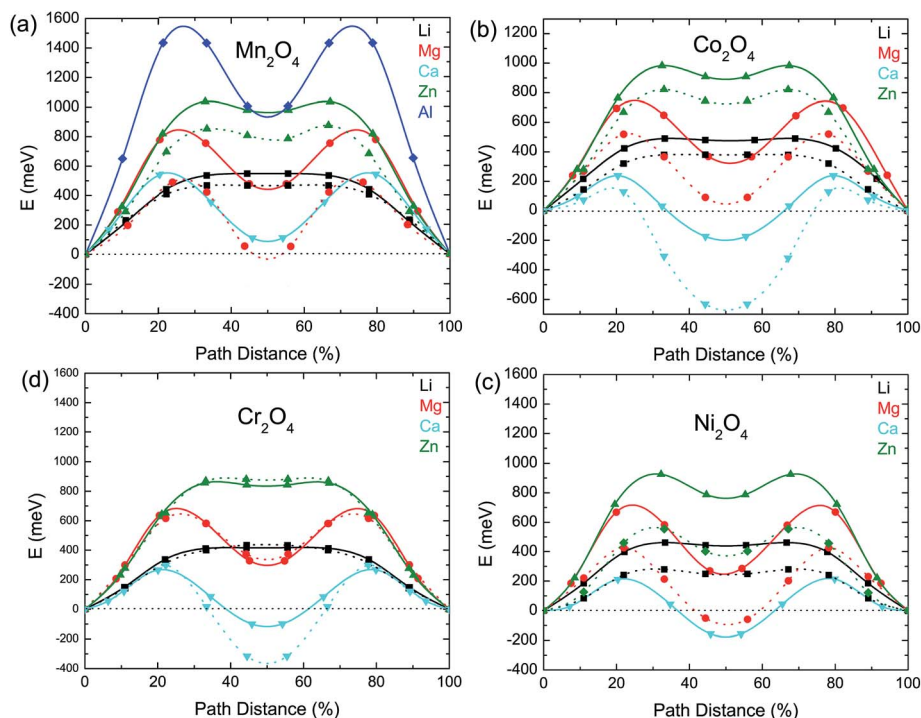 (a)
Mn2O4
Li
Mg
Ca
Zn
Al
E (meV)
1600
1400
1200
1000
800
600
400
200
0
-200
-400
0 20 40 60 80 100
Path Distance (%)
(b)
Co2O4
Li
Mg
Ca
Zn
E (meV)
1200
1000
800
600
400
200
0
-200
-400
-600
0 20 40 60 80 100
Path Distance (%)
(d)
Cr2O4
Li
Mg
Ca
Zn
E (meV)
1600
1400
1200
1000
800
600
400
200
0
-200
-400
0 20 40 60 80 100
Path Distance (%)
(c)
Ni2O4
Li
Mg
Ca
Zn
E (meV)
1600
1400
1200
1000
800
600
400
200
0
-200
-400
0 20 40 60 80 100
Path Distance (%)